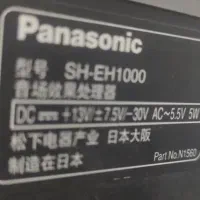 Panasonic
型号 SH-EH1000
音场效果处理器
DC ⎓ +13V/±7.5V/-30V AC～5.5V 5W
松下电器产业 日本大阪
制造在日本 Part No.N1560